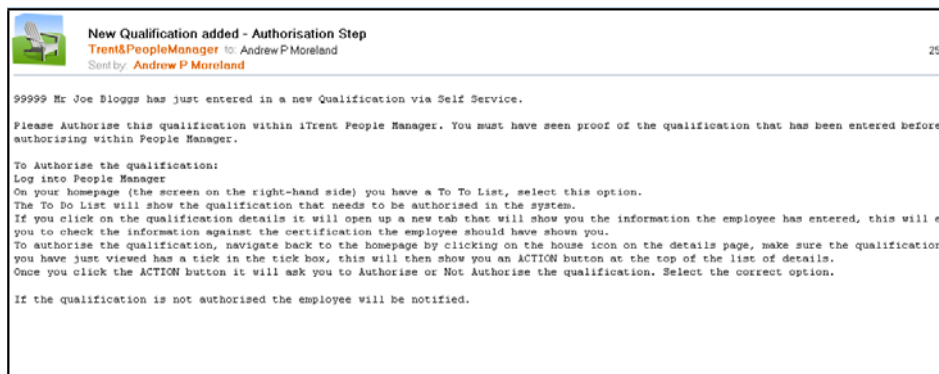 New Qualification added - Authorisation Step
Trent&PeopleManager to: Andrew P Moreland
25
Sent by: Andrew P Moreland
99999 Mr Joe Bloggs has just entered in a new Qualification via Self Service.
Please Authorise this qualification within iTrent People Manager. You must have seen proof of the qualification that has been entered before
authorising within People Manager.
To Authorise the qualification:
Log into People Manager
On your homepage (the screen on the right-hand side) you have a To To List, select this option.
The To Do List will show the qualification that needs to be authorised in the system.
If you click on the qualification details it will open up a new tab that will show you the information the employee has entered, this will e
you to check the information against the certification the employee should have shown you.
To authorise the qualification, navigate back to the homepage by clicking on the house icon on the details page, make sure the qualification
you have just viewed has a tick in the tick box, this will then show you an ACTION button at the top of the list of details.
Once you click the ACTION button it will ask you to Authorise or Not Authorise the qualification. Select the correct option.
If the qualification is not authorised the employee will be notified.